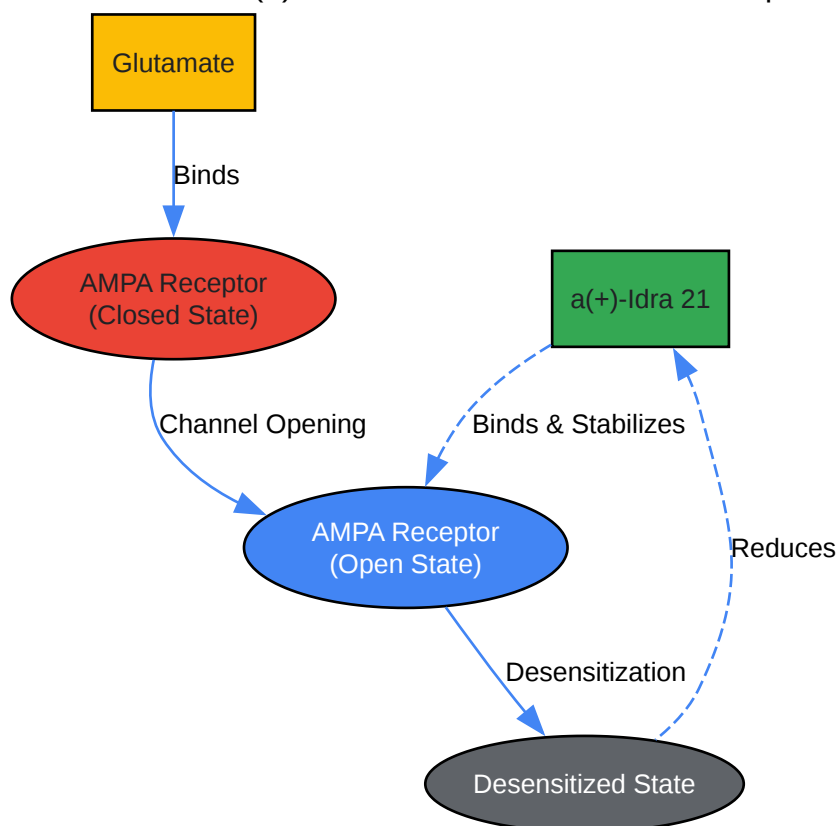 Glutamate
Binds
AMPA Receptor
(Closed State)
a(+)-Idra 21
Channel Opening
Binds & Stabilizes
AMPA Receptor
(Open State)
Reduces
Desensitization
Desensitized State